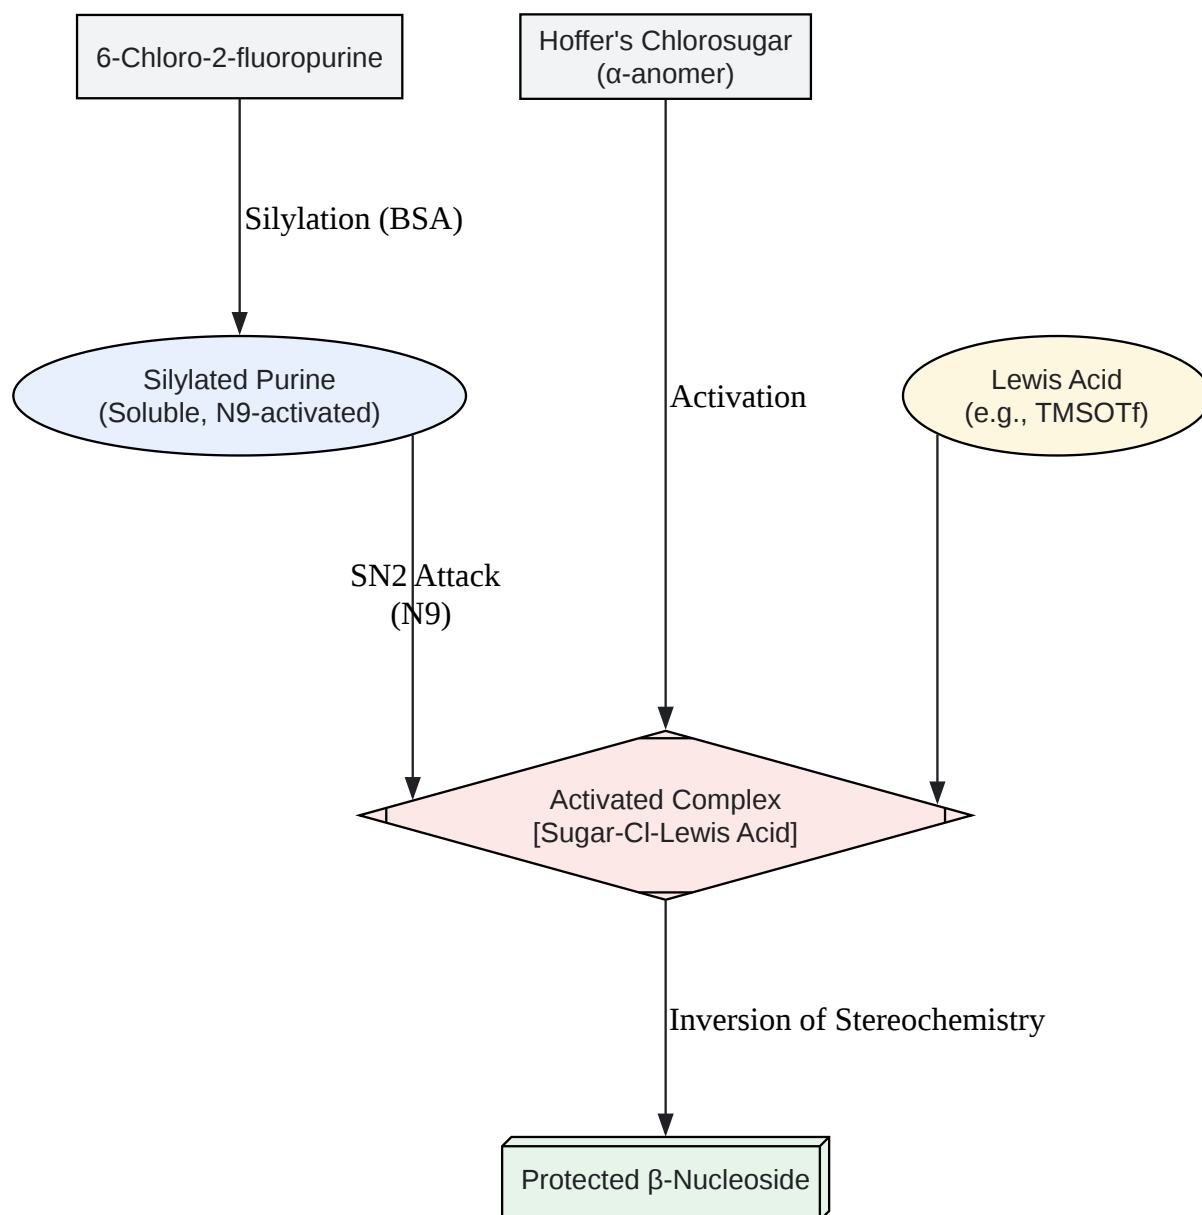 6-Chloro-2-fluoropurine
Hoffer's Chlorosugar
(α-anomer)
Silylation (BSA)
Silylated Purine
(Soluble, N9-activated)
Activation
Lewis Acid
(e.g., TMSOTf)
SN2 Attack
(N9)
Activated Complex
[Sugar-Cl-Lewis Acid]
Inversion of Stereochemistry
Protected β-Nucleoside